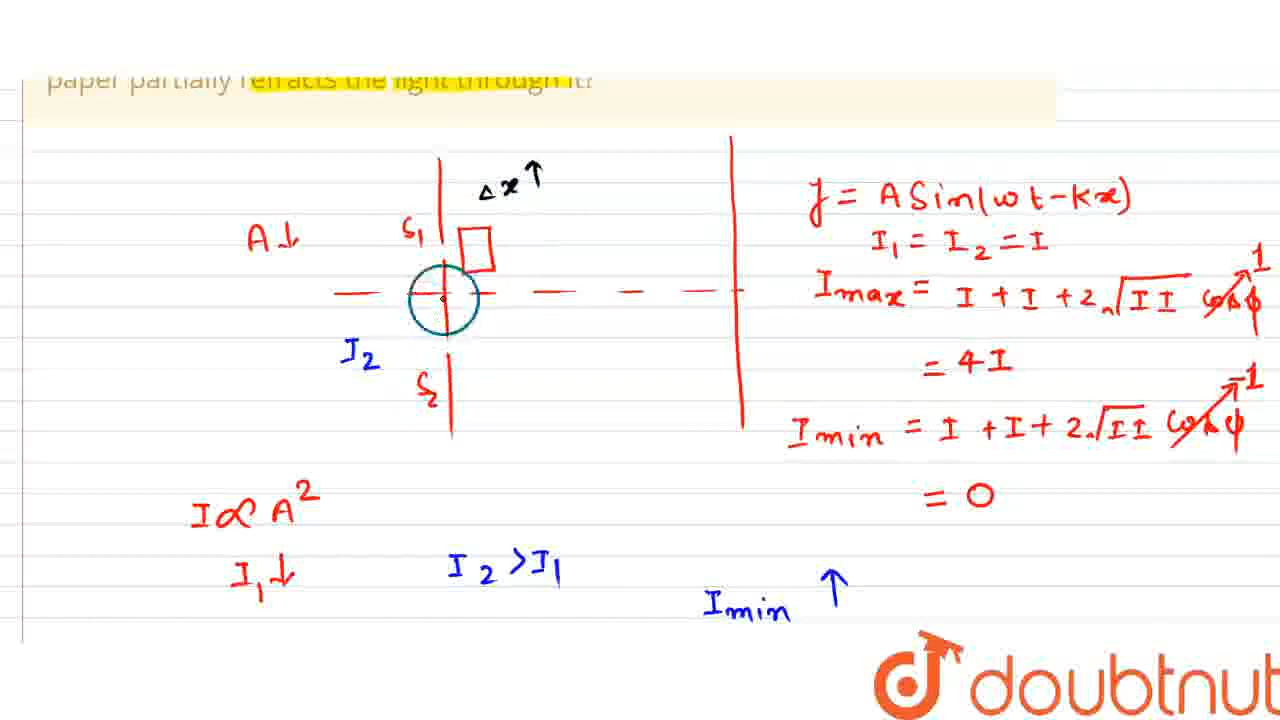 paper partially refracts the light through it?
Δx↑
A↓
S₁
y = A Sin(ωt-kx)
I₁ = I₂ = I
Imax = I + I + 2√II cosφ 1
= 4I
I₂
S₂
Imin = I + I + 2√II cosφ -1
= 0
I∝A²
I₁↓
I₂ > I₁
Imin ↑
doubtnut